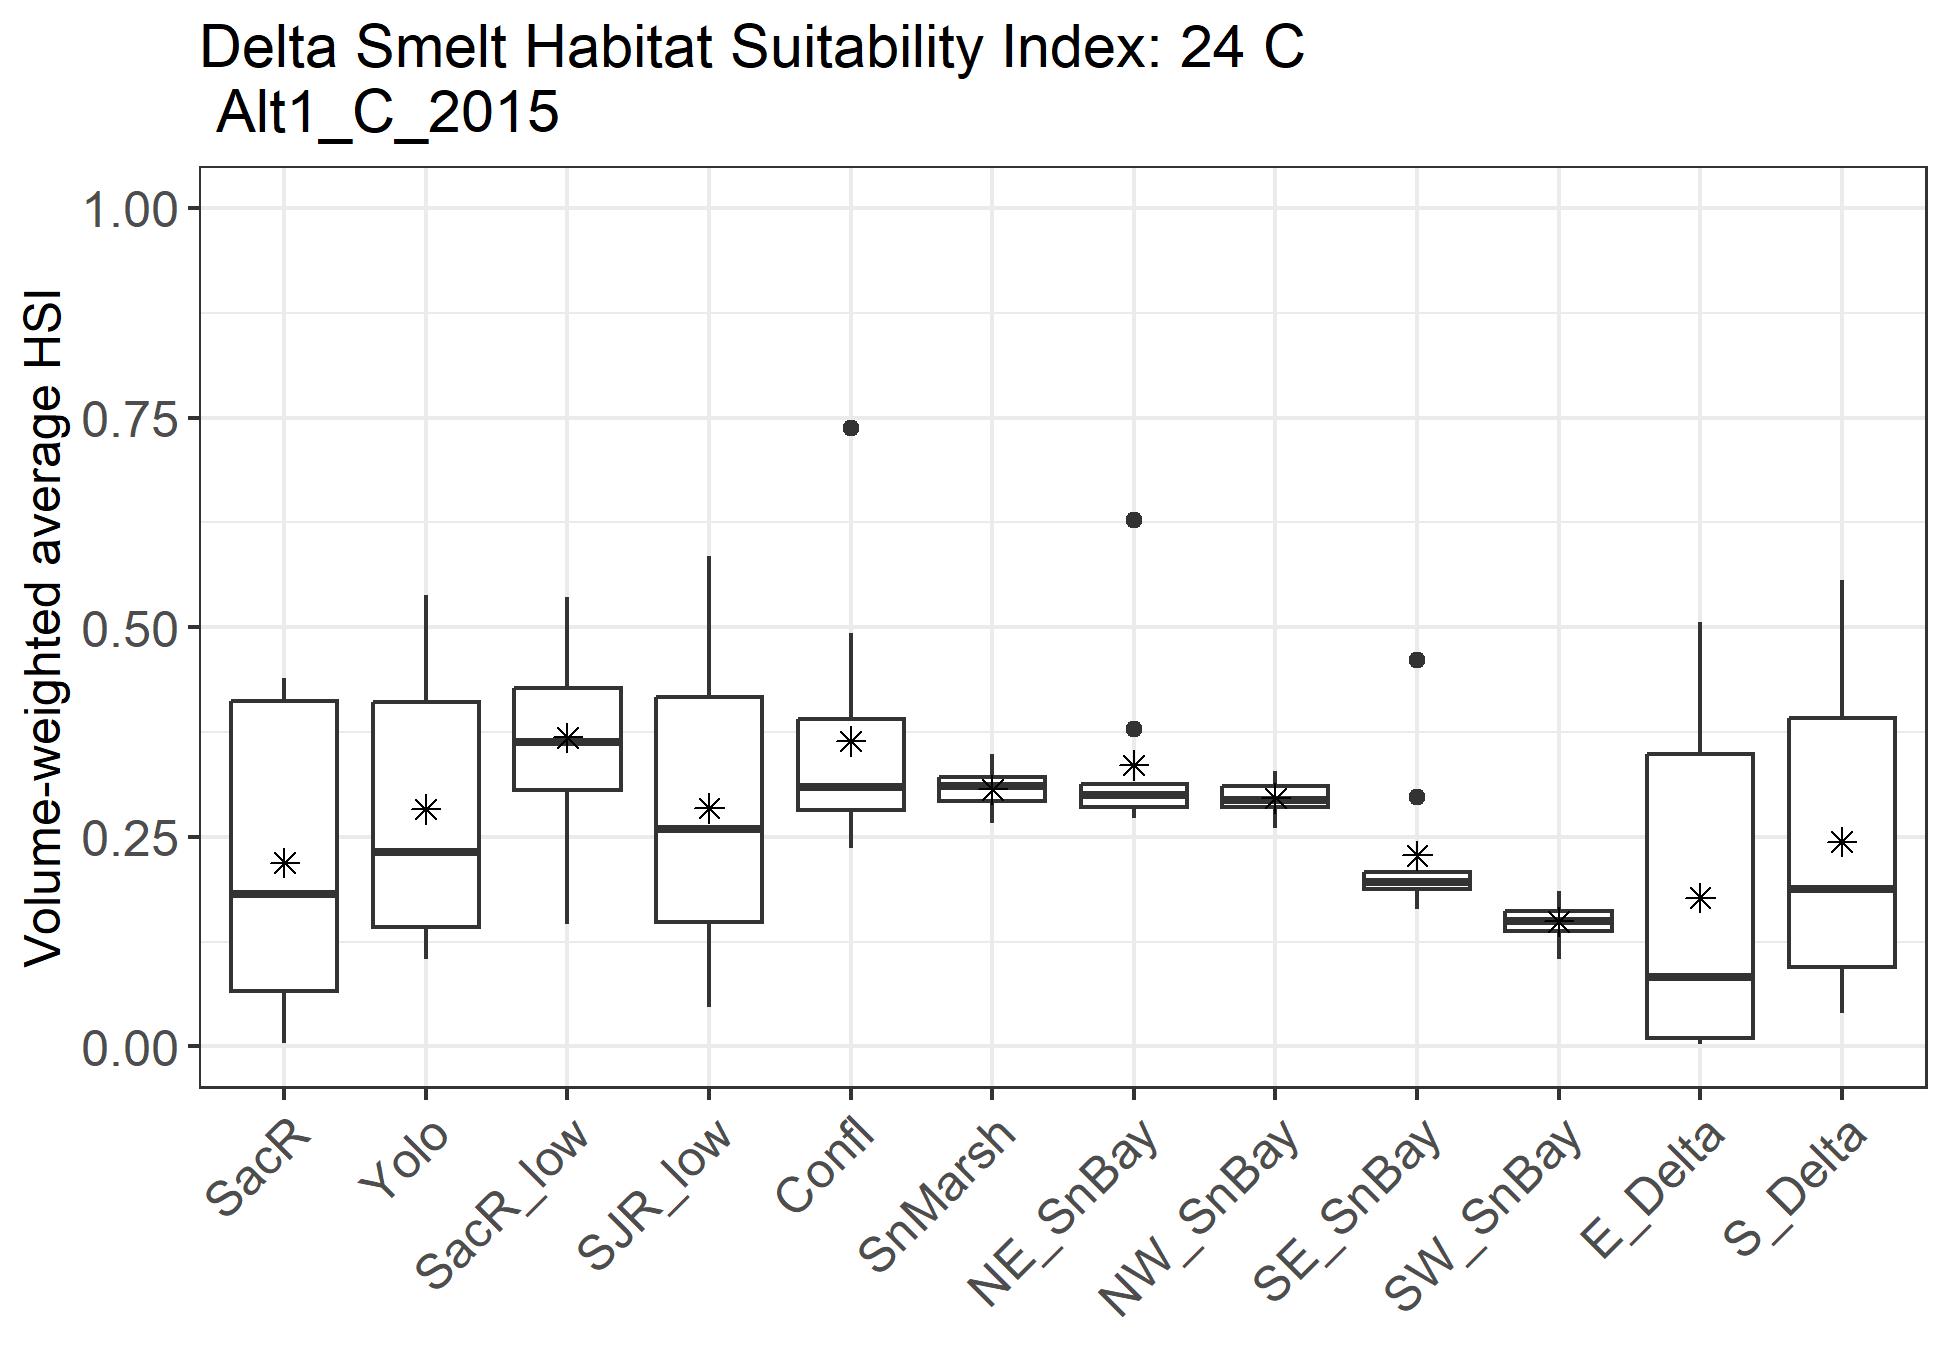 Delta Smelt Habitat Suitability Index: 24 C
Alt1_C_2015
Volume-weighted average HSI
1.00
0.75
0.50
0.25
0.00
SacR
Yolo
SacR_low
SJR_low
Confl
SnMarsh
NE_SnBay
NW_SnBay
SE_SnBay
SW_SnBay
E_Delta
S_Delta